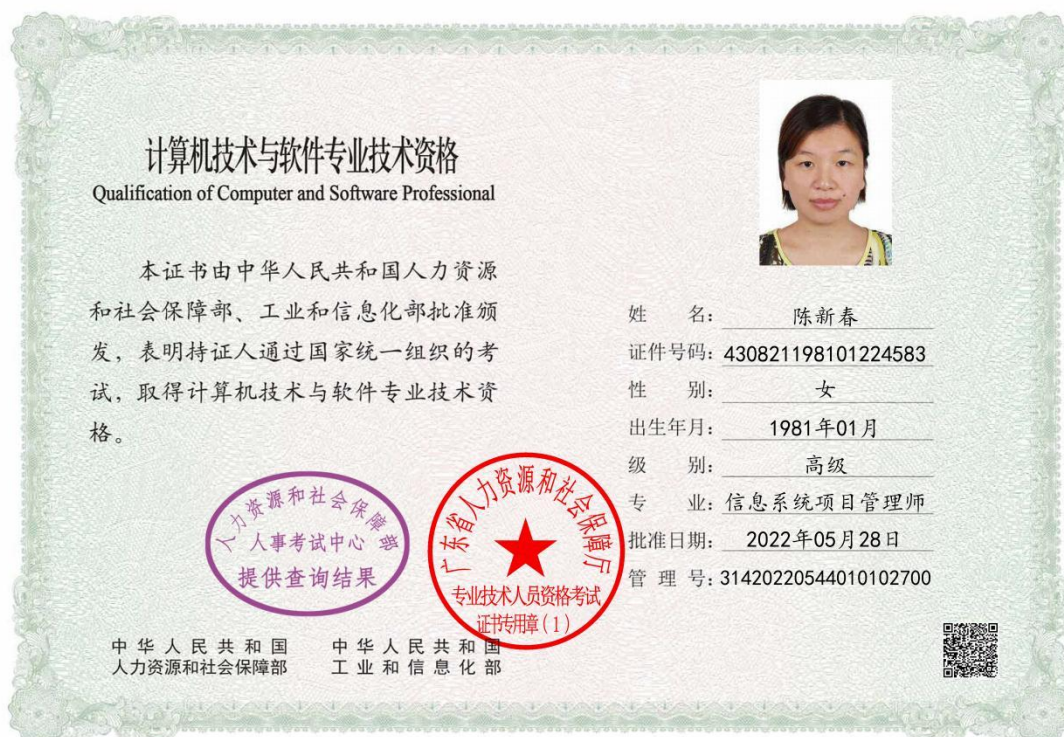 计算机技术与软件专业技术资格
Qualification of Computer and Software Professional
本证书由中华人民共和国人力资源
和社会保障部、工业和信息化部批准颁
发，表明持证人通过国家统一组织的考
试，取得计算机技术与软件专业技术资
格。
人力资源和社会保障部
人事考试中心
提供查询结果
广东省人力资源和社会保障厅
专业技术人员资格考试
证书专用章(1)
中华人民共和国
人力资源和社会保障部
中华人民共和国
工业和信息化部
姓名：陈新春
证件号码：430821198101224583
性别：女
出生年月：1981年01月
级别：高级
专业：信息系统项目管理师
批准日期：2022年05月28日
管理号：31420220544010102700